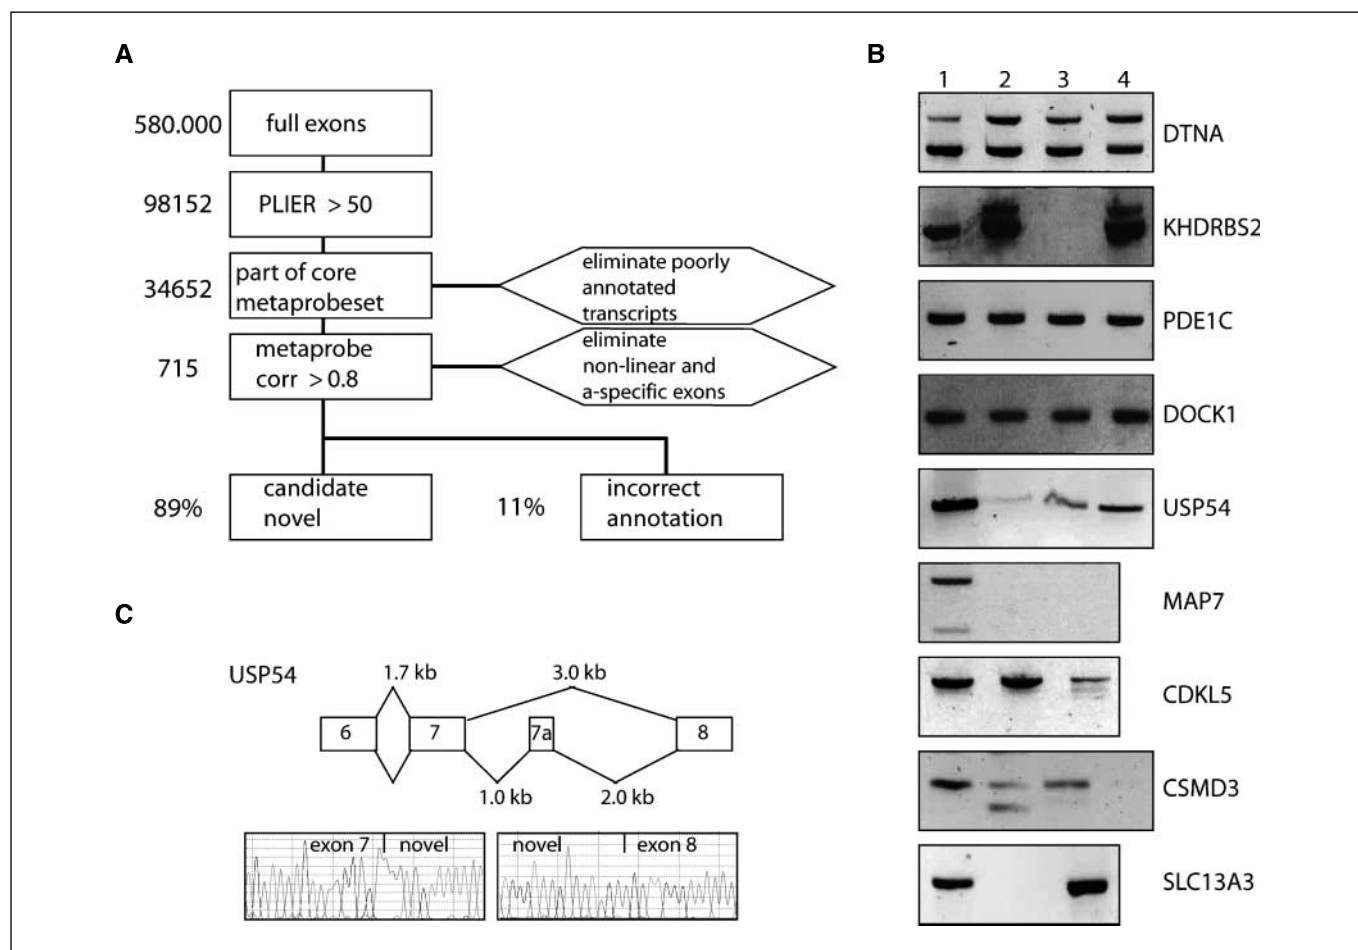 A
580.000
full exons
98152
PLIER > 50
34652
part of core
metaprobeset
eliminate poorly
annotated
transcripts
715
metaprobe
corr > 0.8
eliminate
non-linear and
a-specific exons
89%
candidate
novel
11%
incorrect
annotation
B
1 2 3 4
DTNA
KHDRBS2
PDE1C
DOCK1
USP54
MAP7
CDKL5
CSMD3
SLC13A3
C
USP54
1.7 kb
3.0 kb
6
7
7a
8
1.0 kb
2.0 kb
exon 7 novel
novel exon 8